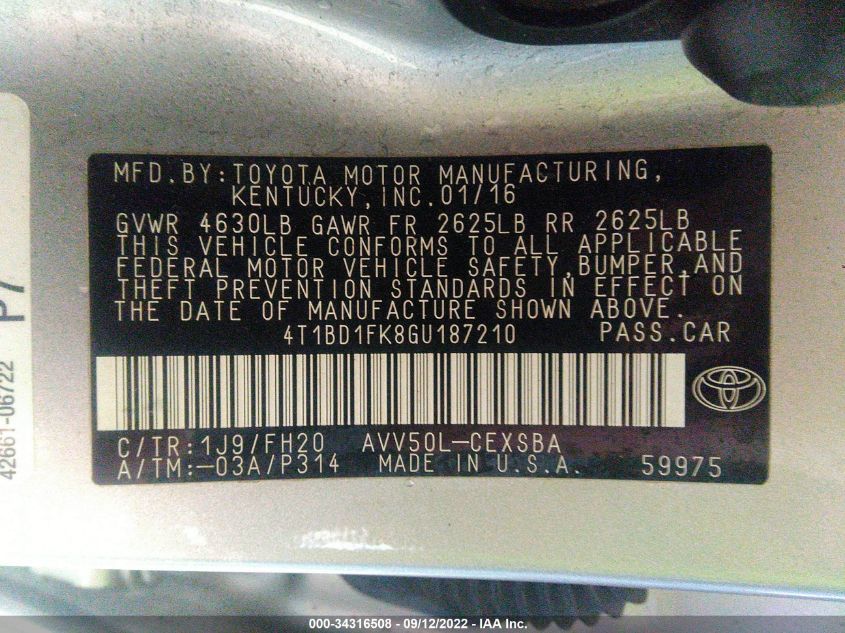 MFD.BY:TOYOTA MOTOR MANUFACTURING,
KENTUCKY,INC.01/16
GVWR 4630LB GAWR FR 2625LB RR 2625LB
THIS VEHICLE CONFORMS TO ALL APPLICABLE
FEDERAL MOTOR VEHICLE SAFETY,BUMPER,AND
THEFT PREVENTION STANDARDS IN EFFECT ON
THE DATE OF MANUFACTURE SHOWN ABOVE.
4T1BD1FK8GU187210 PASS.CAR
C/TR:1J9/FH20 AVV50L-CEXSBA
A/TM:-03A/P314 MADE IN U.S.A. 59975
P7
42661-06722
000-34316508 - 09/12/2022 - IAA Inc.